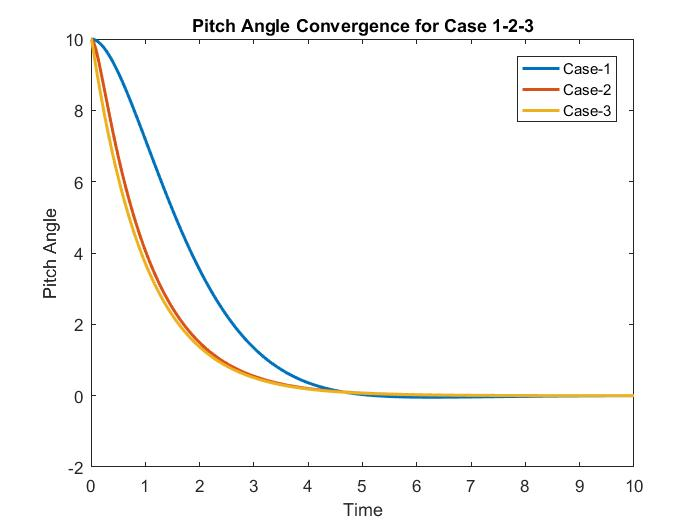 Pitch Angle Convergence for Case 1-2-3
10
8
6
4
2
0
-2
Pitch Angle
Case-1
Case-2
Case-3
0 1 2 3 4 5 6 7 8 9 10
Time